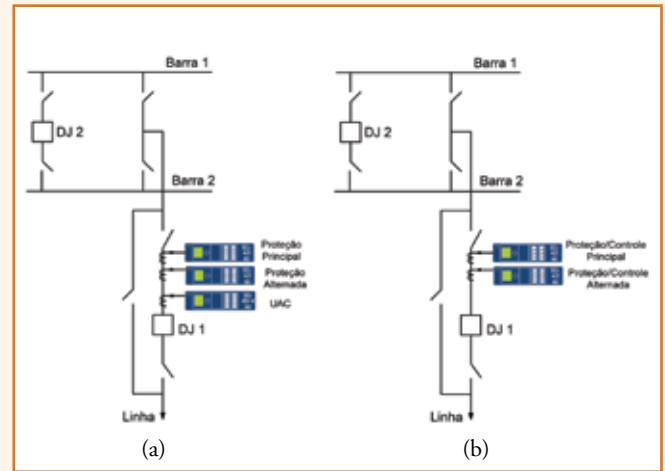 Barra 1
DJ 2
Barra 2
Proteção
Principal
Proteção
Alternada
UAC
DJ 1
Linha
(a)
Barra 1
DJ 2
Barra 2
Proteção/Controle
Principal
Proteção/Controle
Alternada
DJ 1
Linha
(b)